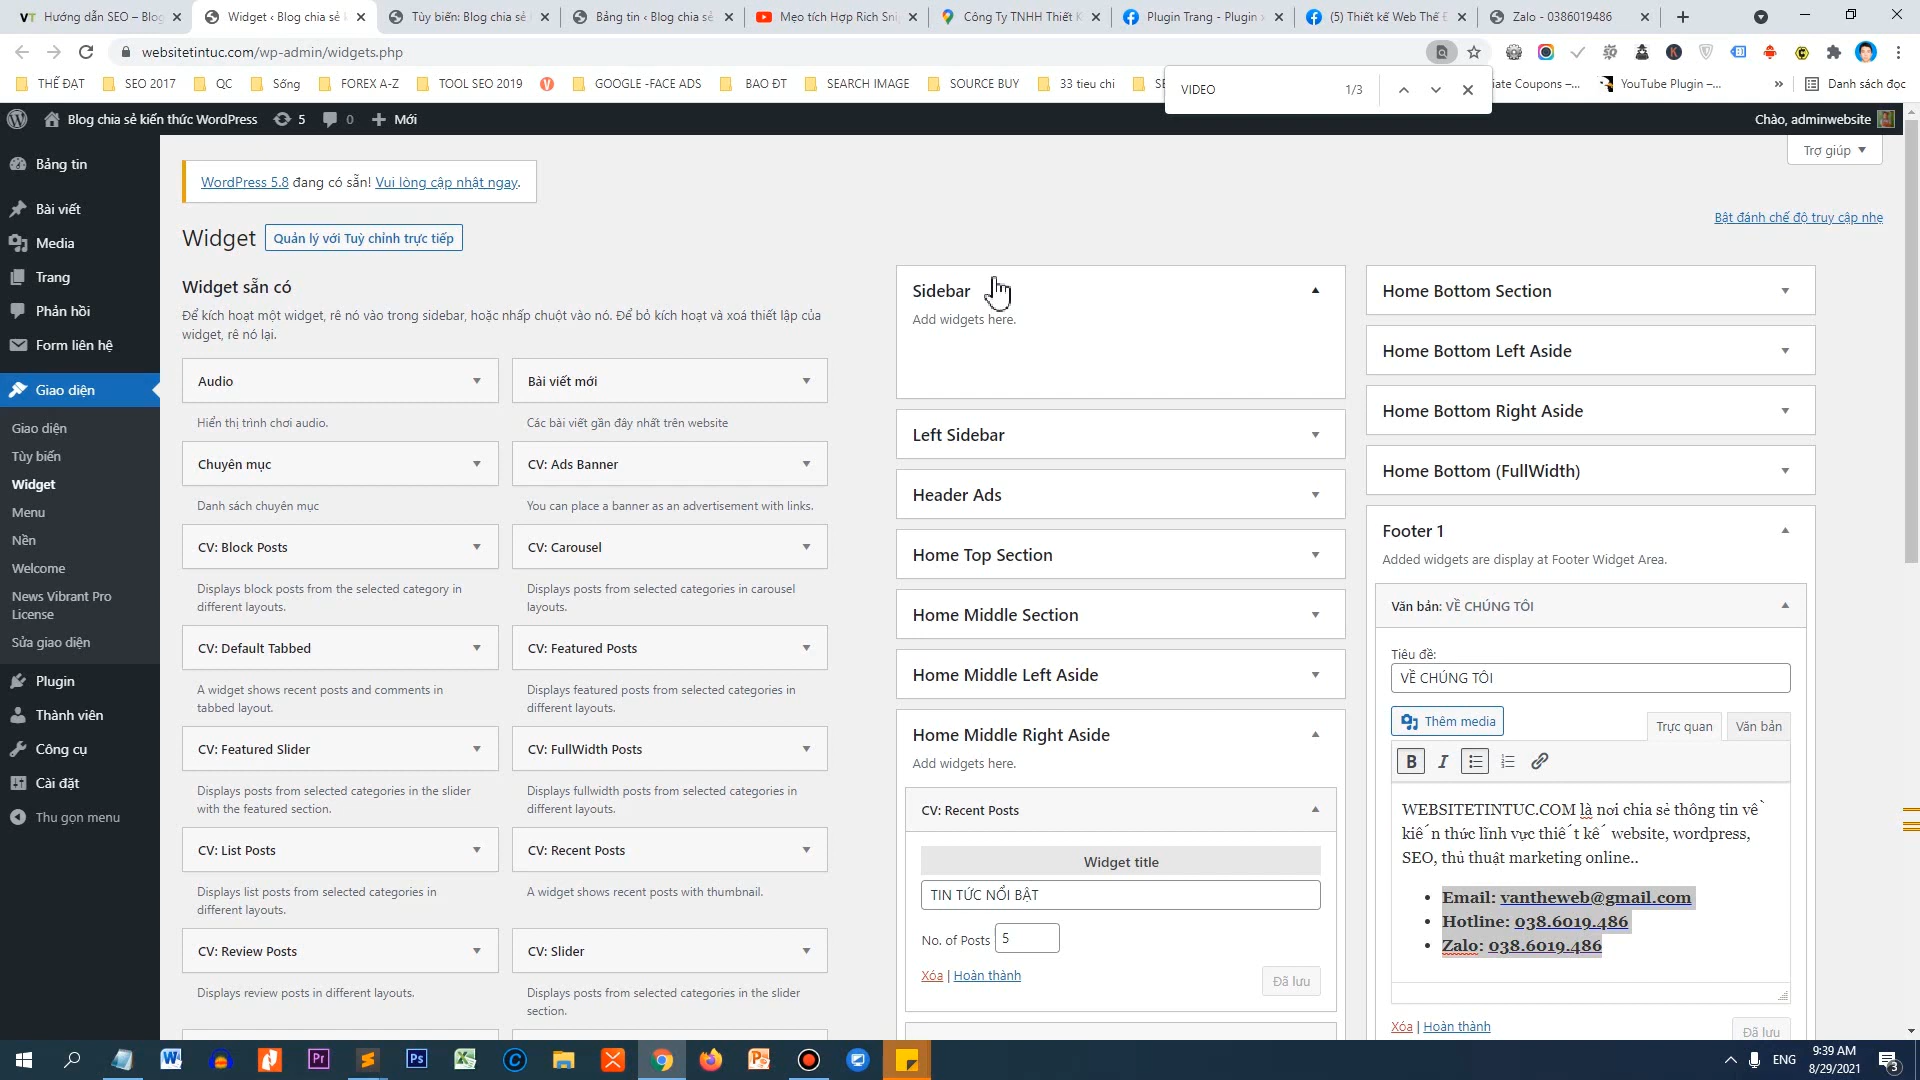 Hướng dẫn SEO – Blog
Widget ‹ Blog chia sẻ k
Tùy biến: Blog chia sẻ
Bảng tin ‹ Blog chia sẻ
Mẹo tích Hợp Rich Sni
Công Ty TNHH Thiết K
Plugin Trang - Plugin x
(5) Thiết kế Web Thế Đ
Zalo - 0386019486
websitetintuc.com/wp-admin/widgets.php
THẾ ĐẠT
SEO 2017
QC
Sống
FOREX A-Z
TOOL SEO 2019
GOOGLE -FACE ADS
BAO ĐT
SEARCH IMAGE
SOURCE BUY
33 tieu chi
iate Coupons –...
YouTube Plugin –...
»
Danh sách đọc
VIDEO
1/3
Blog chia sẻ kiến thức WordPress
5
0
Mới
Chào, adminwebsite
Trợ giúp
Bảng tin
Bài viết
Media
Trang
Phản hồi
Form liên hệ
Giao diện
Giao diện
Tùy biến
Widget
Menu
Nền
Welcome
News Vibrant Pro
License
Sửa giao diện
Plugin
Thành viên
Công cụ
Cài đặt
Thu gọn menu
WordPress 5.8 đang có sẵn! Vui lòng cập nhật ngay.
Bật đánh chế độ truy cập nhẹ
Widget
Quản lý với Tuỳ chỉnh trực tiếp
Widget sẵn có
Để kích hoạt một widget, rê nó vào trong sidebar, hoặc nhấp chuột vào nó. Để bỏ kích hoạt và xoá thiết lập của
widget, rê nó lại.
Audio
Hiển thị trình chơi audio.
Bài viết mới
Các bài viết gần đây nhất trên website
Chuyên mục
Danh sách chuyên mục
CV: Ads Banner
You can place a banner as an advertisement with links.
CV: Block Posts
Displays block posts from the selected category in
different layouts.
CV: Carousel
Displays posts from selected categories in carousel
layouts.
CV: Default Tabbed
A widget shows recent posts and comments in
tabbed layout.
CV: Featured Posts
Displays featured posts from selected categories in
different layouts.
CV: Featured Slider
Displays posts from selected categories in the slider
with the featured section.
CV: FullWidth Posts
Displays fullwidth posts from selected categories in
different layouts.
CV: List Posts
Displays list posts from selected categories in
different layouts.
CV: Recent Posts
A widget shows recent posts with thumbnail.
CV: Review Posts
Displays review posts in different layouts.
CV: Slider
Displays posts from selected categories in the slider
section.
Sidebar
Add widgets here.
Left Sidebar
Header Ads
Home Top Section
Home Middle Section
Home Middle Left Aside
Home Middle Right Aside
Add widgets here.
CV: Recent Posts
Widget title
TIN TỨC NỔI BẬT
No. of Posts 5
Xóa | Hoàn thành
Đã lưu
Home Bottom Section
Home Bottom Left Aside
Home Bottom Right Aside
Home Bottom (FullWidth)
Footer 1
Added widgets are display at Footer Widget Area.
Văn bản: VỀ CHÚNG TÔI
Tiêu đề:
VỀ CHÚNG TÔI
Thêm media
Trực quan
Văn bản
WEBSITETINTUC.COM là nơi chia sẻ thông tin về
kiến thức lĩnh vực thiết kế website, wordpress,
SEO, thủ thuật marketing online..
• Email: vantheweb@gmail.com
• Hotline: 038.6019.486
• Zalo: 038.6019.486
Xóa | Hoàn thành
Đã lưu
ENG
9:39 AM
8/29/2021
3